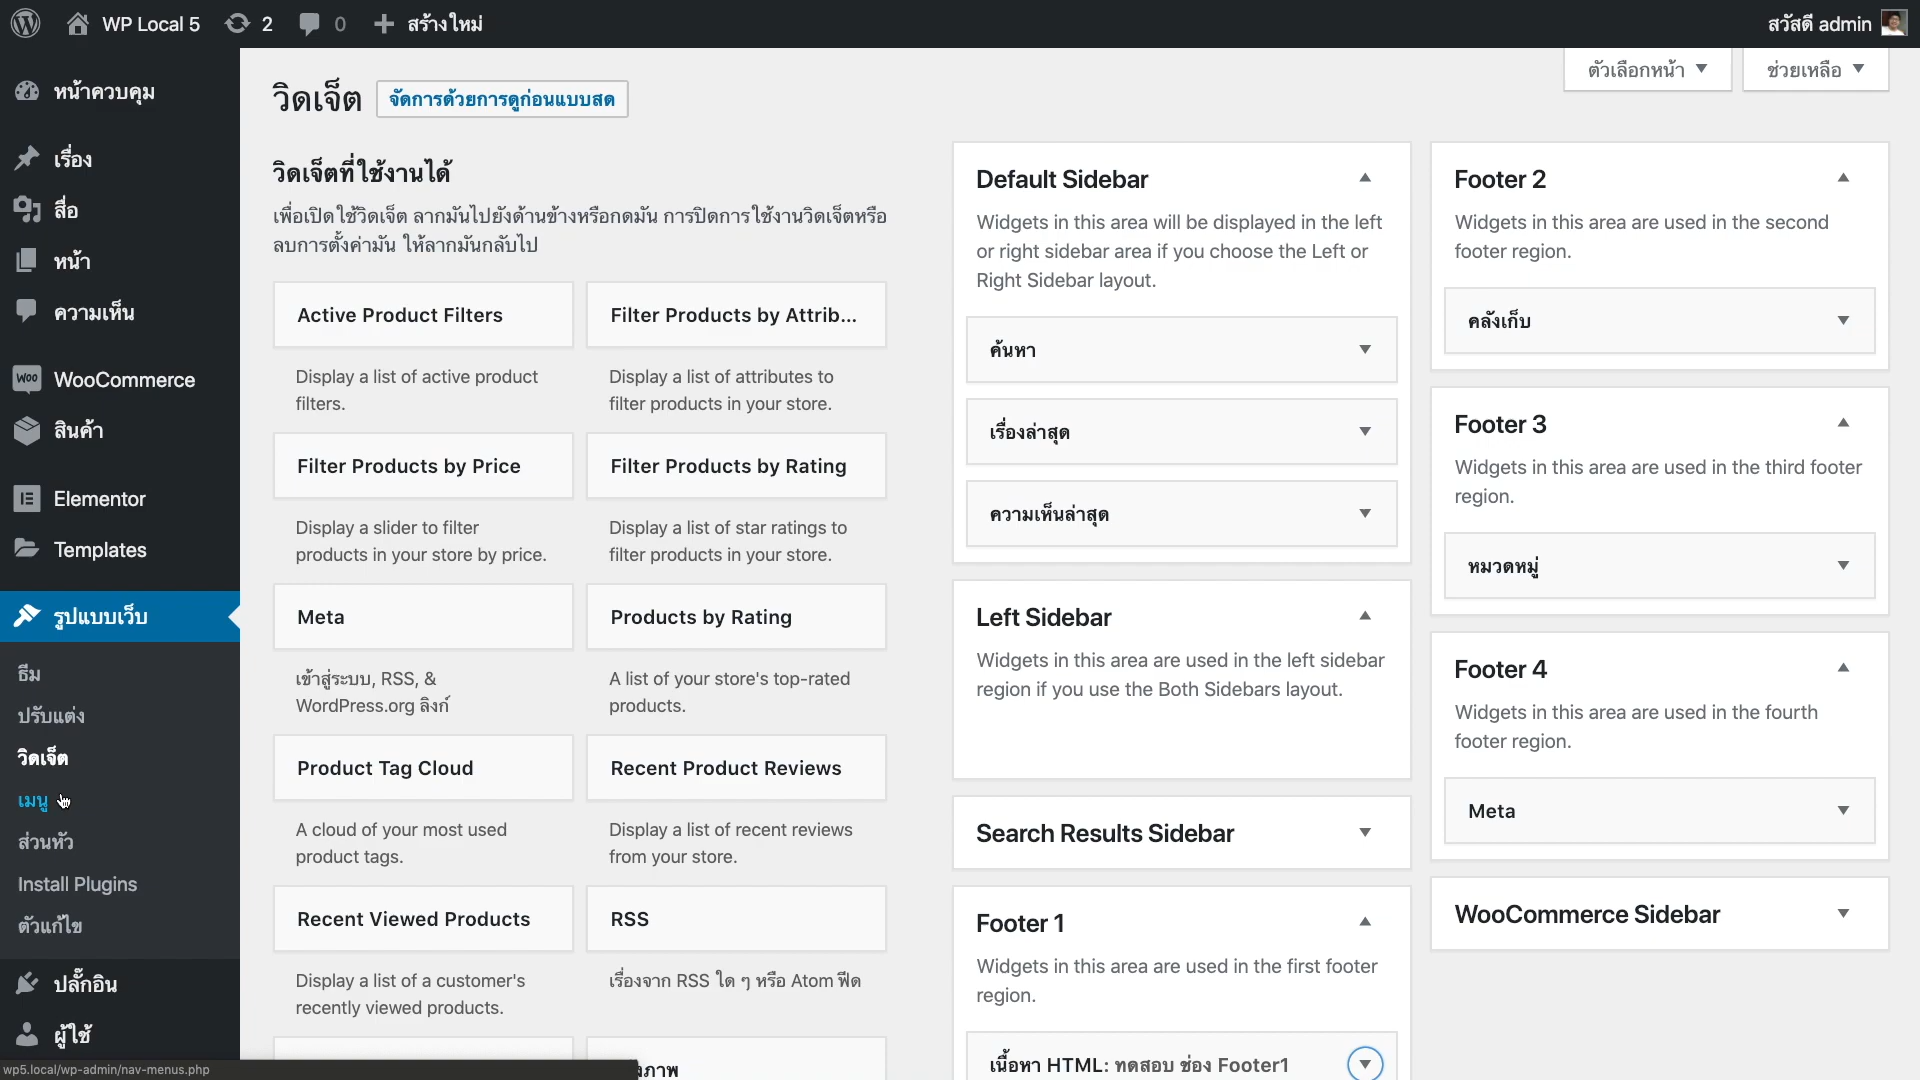 WP Local 5
2
0
สร้างใหม่
สวัสดี admin
หน้าควบคุม
เรื่อง
สื่อ
หน้า
ความเห็น
WooCommerce
สินค้า
Elementor
Templates
รูปแบบเว็บ
ธีม
ปรับแต่ง
วิดเจ็ต
เมนู
ส่วนหัว
Install Plugins
ตัวแก้ไข
ปลั๊กอิน
ผู้ใช้
wp5.local/wp-admin/nav-menus.php
ตัวเลือกหน้า
ช่วยเหลือ
วิดเจ็ต
จัดการด้วยการดูก่อนแบบสด
วิดเจ็ตที่ใช้งานได้
เพื่อเปิดใช้วิดเจ็ต ลากมันไปยังด้านข้างหรือกดมัน การปิดการใช้งานวิดเจ็ตหรือ
ลบการตั้งค่ามัน ให้ลากมันกลับไป
Active Product Filters
Display a list of active product
filters.
Filter Products by Attrib...
Display a list of attributes to
filter products in your store.
Filter Products by Price
Display a slider to filter
products in your store by price.
Filter Products by Rating
Display a list of star ratings to
filter products in your store.
Meta
เข้าสู่ระบบ, RSS, &
WordPress.org ลิงก์
Products by Rating
A list of your store's top-rated
products.
Product Tag Cloud
A cloud of your most used
product tags.
Recent Product Reviews
Display a list of recent reviews
from your store.
Recent Viewed Products
Display a list of a customer's
recently viewed products.
RSS
เรื่องจาก RSS ใด ๆ หรือ Atom ฟีด
Default Sidebar
Widgets in this area will be displayed in the left
or right sidebar area if you choose the Left or
Right Sidebar layout.
ค้นหา
เรื่องล่าสุด
ความเห็นล่าสุด
Left Sidebar
Widgets in this area are used in the left sidebar
region if you use the Both Sidebars layout.
Search Results Sidebar
Footer 1
Widgets in this area are used in the first footer
region.
เนื้อหา HTML: ทดสอบ ช่อง Footer1
Footer 2
Widgets in this area are used in the second
footer region.
คลังเก็บ
Footer 3
Widgets in this area are used in the third footer
region.
หมวดหมู่
Footer 4
Widgets in this area are used in the fourth
footer region.
Meta
WooCommerce Sidebar